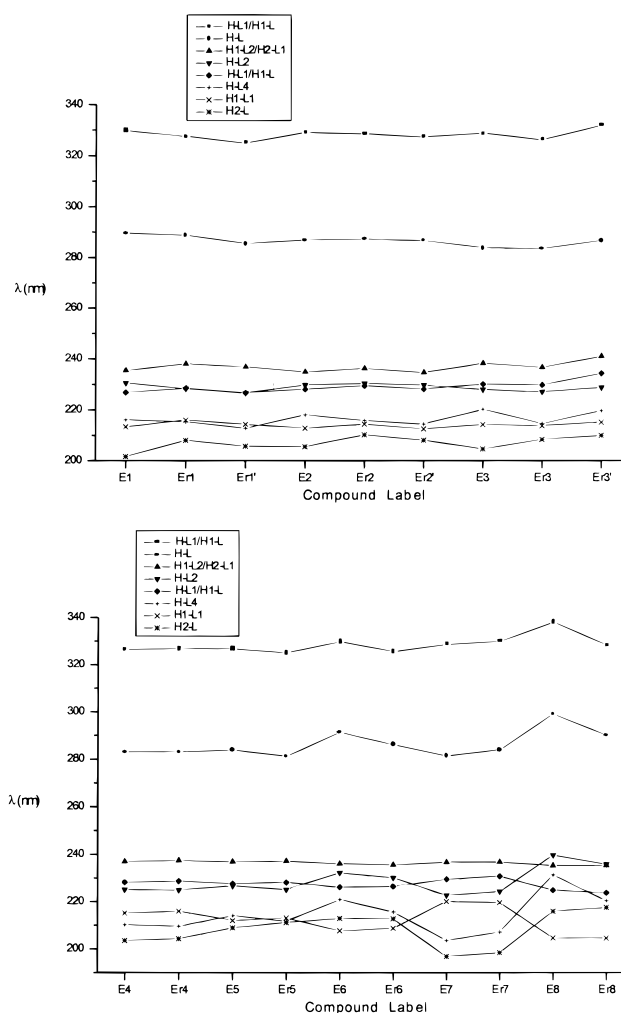 H-L1/H1-L
H-L
H1-L2/H2-L1
H-L2
H-L1/H1-L
H-L4
H1-L1
H2-L
340
320
300
280
260
240
220
200
λ (nm)
E1 Er1 Er1' E2 Er2 Er2' E3 Er3 Er3'
Compound Label
H-L1/H1-L
H-L
H1-L2/H2-L1
H-L2
H-L1/H1-L
H-L4
H1-L1
H2-L
340
320
300
280
260
240
220
200
λ (nm)
E4 Er4 E5 Er5 E6 Er6 E7 Er7 E8 Er8
Compound Label